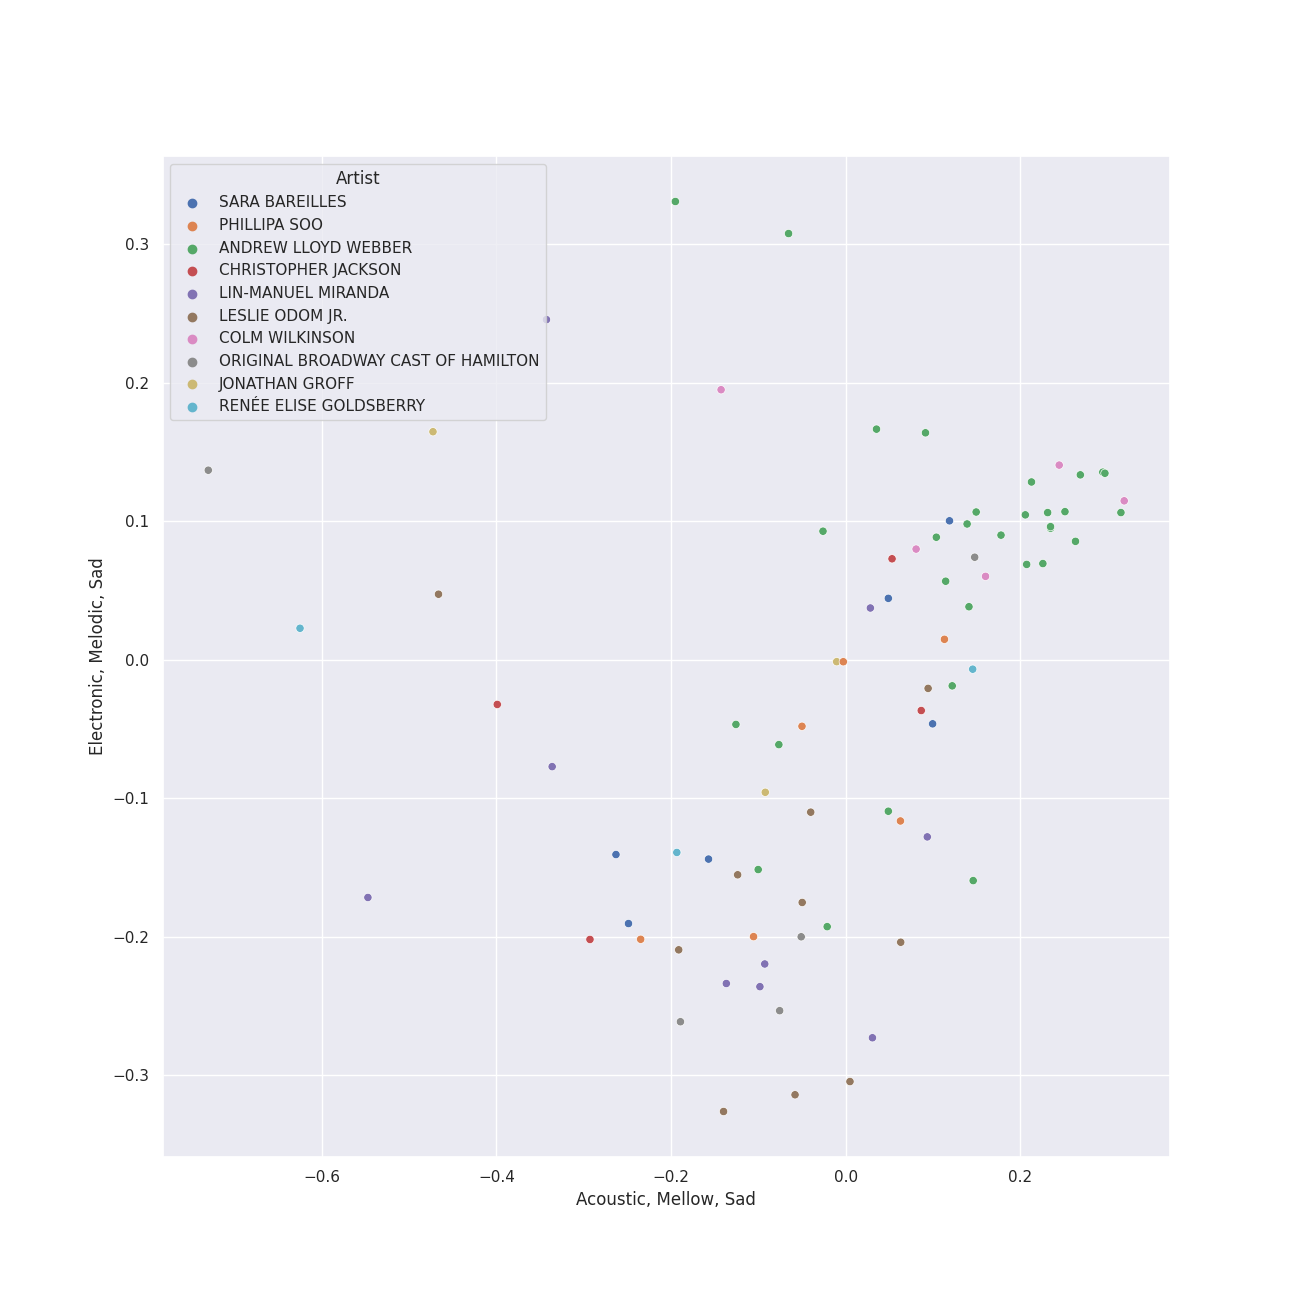 Artist
SARA BAREILLES
PHILLIPA SOO
ANDREW LLOYD WEBBER
CHRISTOPHER JACKSON
LIN-MANUEL MIRANDA
LESLIE ODOM JR.
COLM WILKINSON
ORIGINAL BROADWAY CAST OF HAMILTON
JONATHAN GROFF
RENÉE ELISE GOLDSBERRY
0.3
0.2
0.1
0.0
−0.1
−0.2
−0.3
Electronic, Melodic, Sad
−0.6 −0.4 −0.2 0.0 0.2
Acoustic, Mellow, Sad